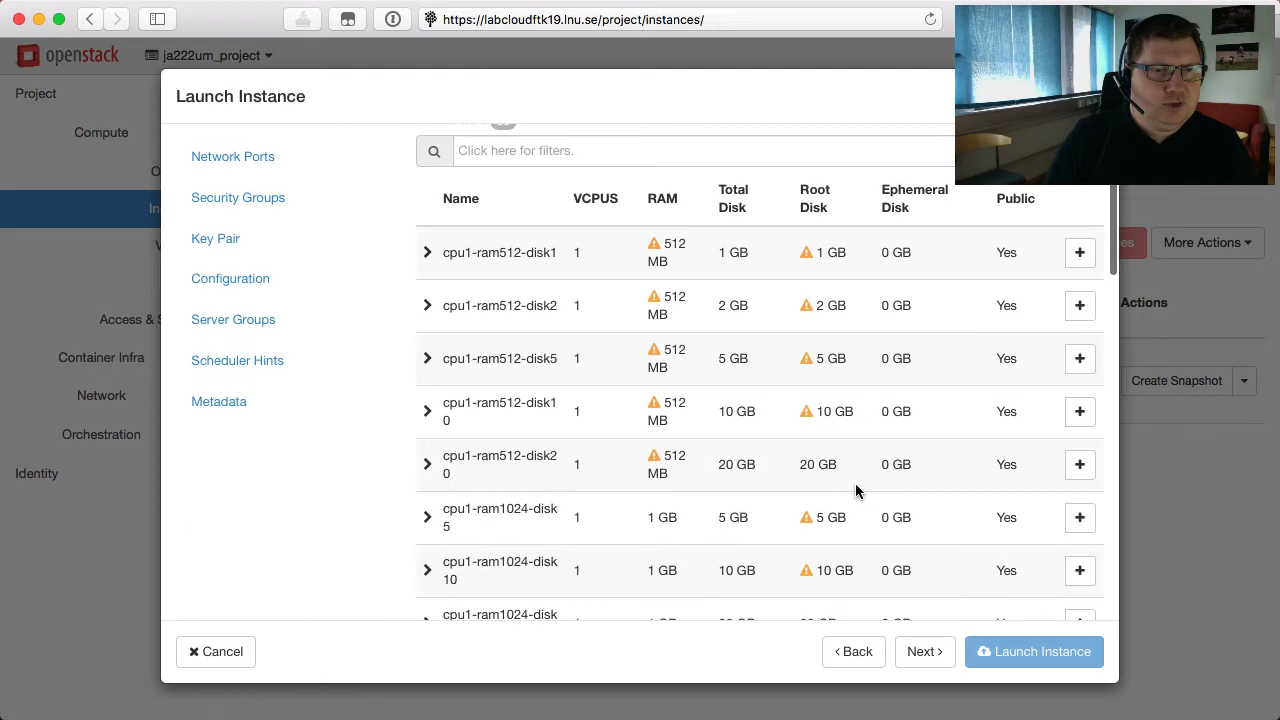 https://labcloudftk19.lnu.se/project/instances/
openstack
ja222um_project
Project
Compute
O
In
V
Access & S
Container Infra
Network
Orchestration
Identity
Launch Instance
Network Ports
Security Groups
Key Pair
Configuration
Server Groups
Scheduler Hints
Metadata
Click here for filters.
Name VCPUS RAM Total Disk Root Disk Ephemeral Disk Public
cpu1-ram512-disk1 1 512 MB 1 GB 1 GB 0 GB Yes +
cpu1-ram512-disk2 1 512 MB 2 GB 2 GB 0 GB Yes +
cpu1-ram512-disk5 1 512 MB 5 GB 5 GB 0 GB Yes +
cpu1-ram512-disk10 1 512 MB 10 GB 10 GB 0 GB Yes +
cpu1-ram512-disk20 1 512 MB 20 GB 20 GB 0 GB Yes +
cpu1-ram1024-disk5 1 1 GB 5 GB 5 GB 0 GB Yes +
cpu1-ram1024-disk10 1 1 GB 10 GB 10 GB 0 GB Yes +
cpu1-ram1024-disk
Cancel
Back
Next
Launch Instance
es
More Actions
Actions
Create Snapshot